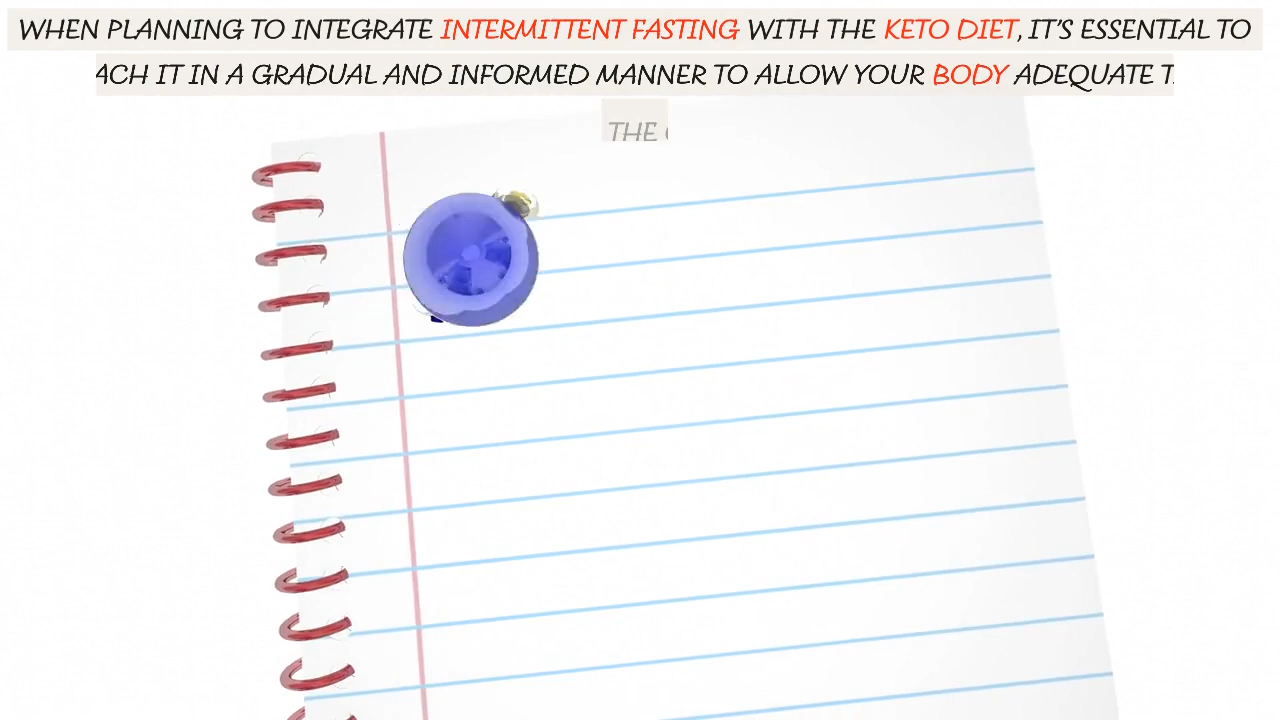 WHEN PLANNING TO INTEGRATE INTERMITTENT FASTING WITH THE KETO DIET, IT'S ESSENTIAL TO
IT IN A GRADUAL AND INFORMED MANNER TO ALLOW YOUR BODY ADEQUATE
THE